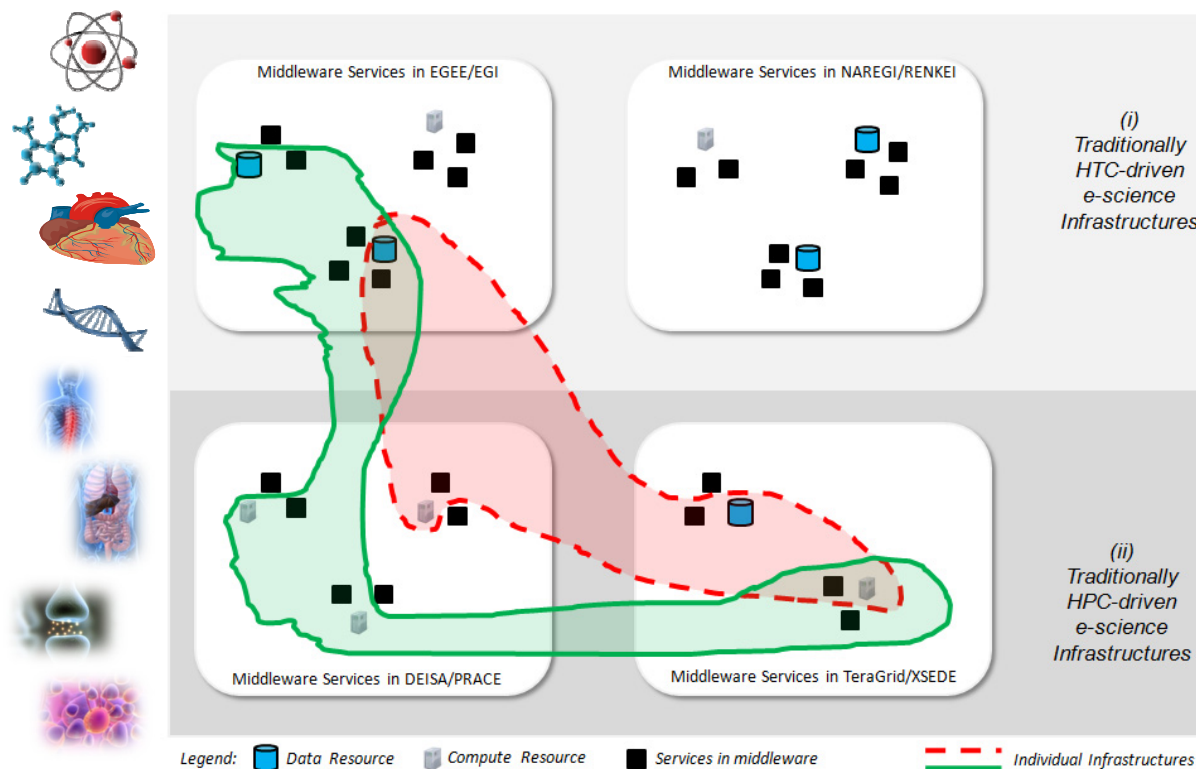 Middleware Services in EGEE/EGI
Middleware Services in NAREGI/RENKEI
(i)
Traditionally
HTC-driven
e-science
Infrastructures
(ii)
Traditionally
HPC-driven
e-science
Infrastructures
Middleware Services in DEISA/PRACE
Middleware Services in TeraGrid/XSEDE
Legend: Data Resource Compute Resource Services in middleware Individual Infrastructures